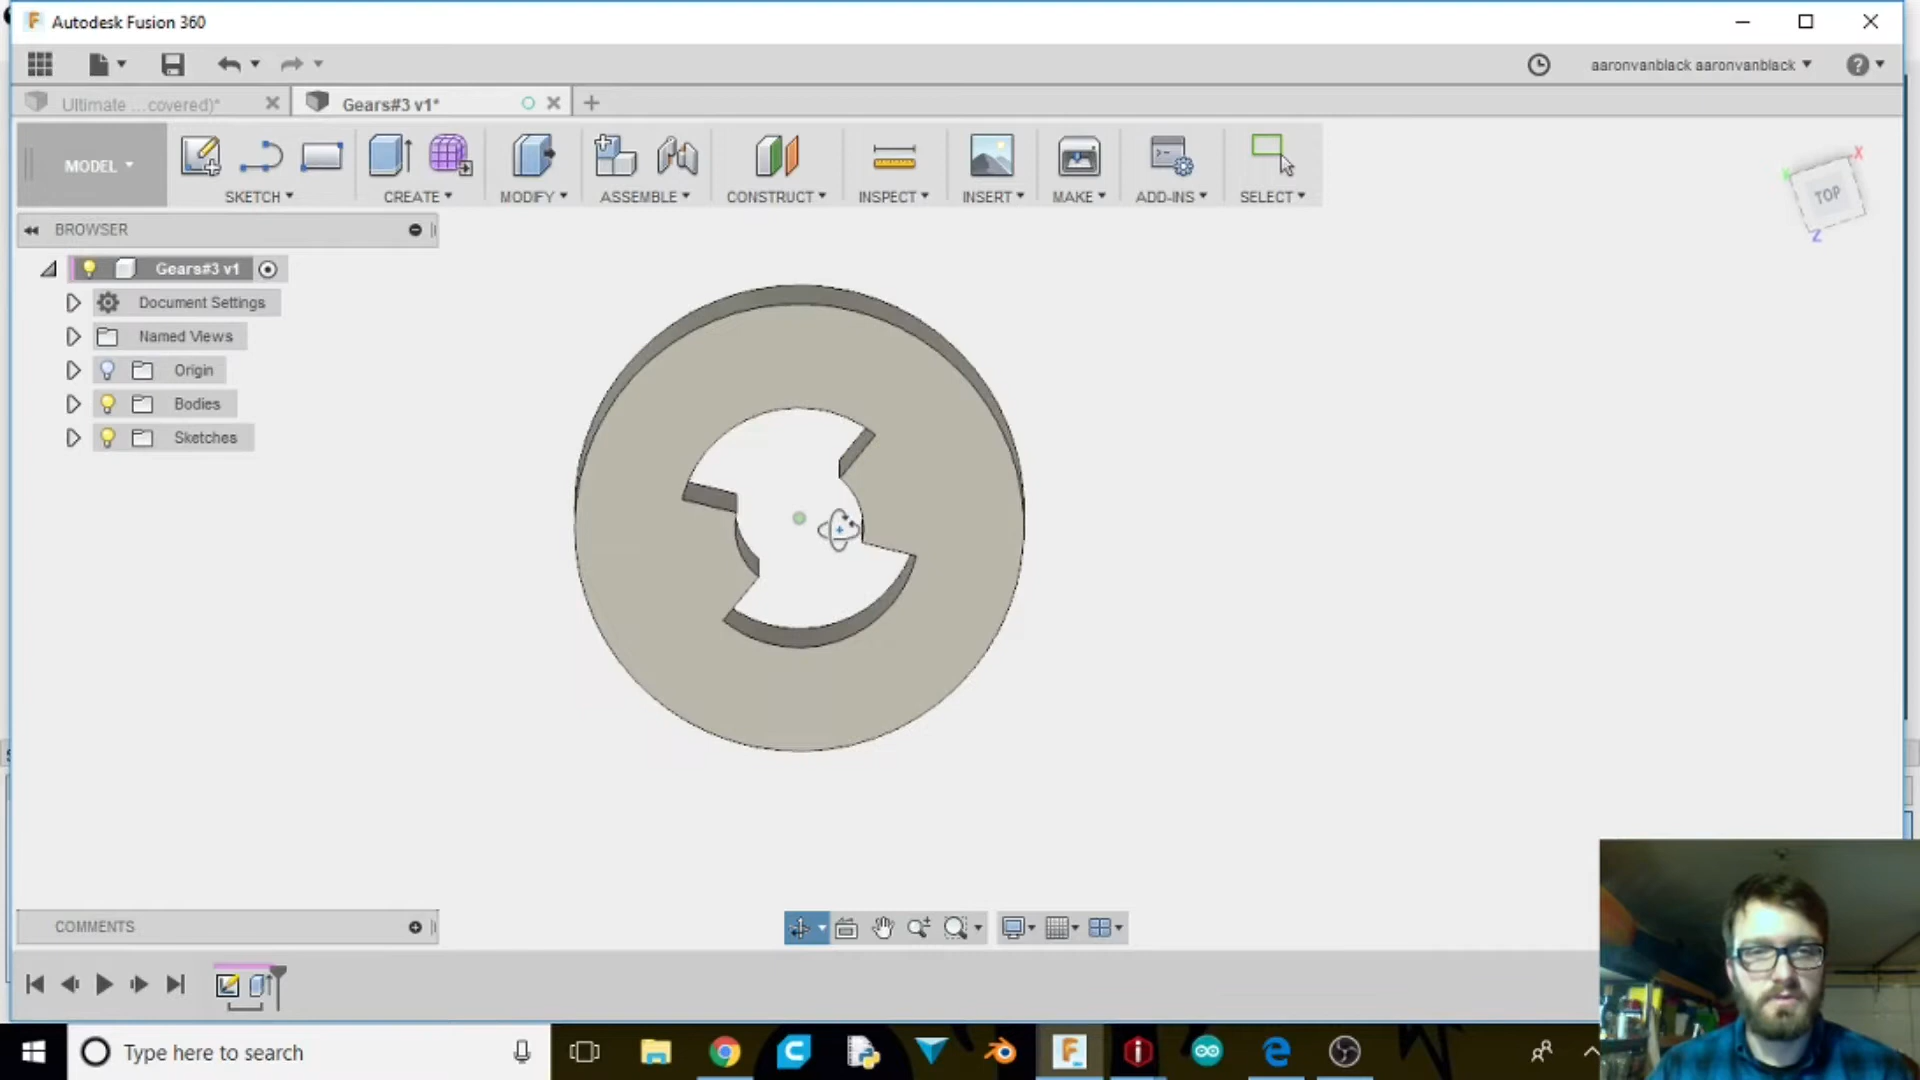 Autodesk Fusion 360
aaronvanblack aaronvanblack
Ultimate ...covered)*
Gears#3 v1*
MODEL
SKETCH
CREATE
MODIFY
ASSEMBLE
CONSTRUCT
INSPECT
INSERT
MAKE
ADD-INS
SELECT
X
TOP
Z
BROWSER
Gears#3 v1
Document Settings
Named Views
Origin
Bodies
Sketches
COMMENTS
Type here to search